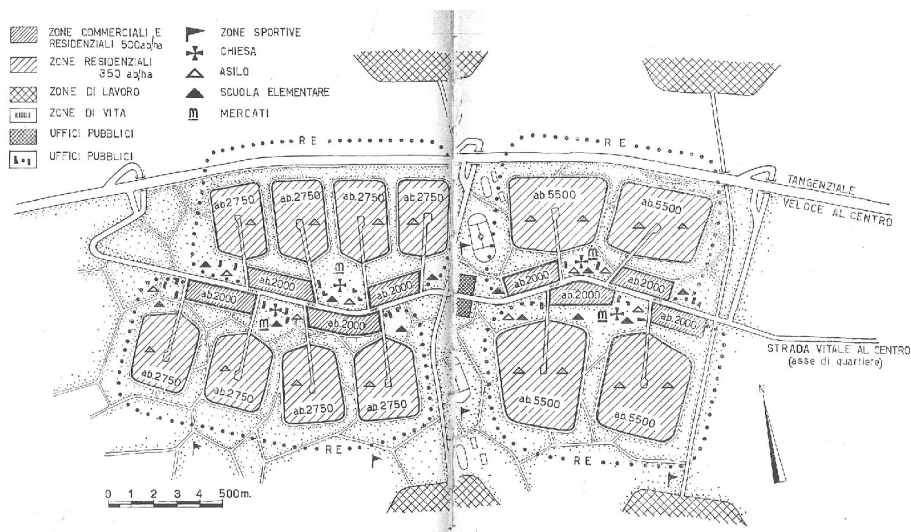 ZONE COMMERCIALI E
RESIDENZIALI 500ab/ha
ZONE RESIDENZIALI
350 ab/ha
ZONE DI LAVORO
ZONE DI VITA
UFFICI PUBBLICI
UFFICI PUBBLICI
ZONE SPORTIVE
CHIESA
ASILO
SCUOLA ELEMENTARE
m MERCATI
RE
RE
TANGENZIALE
VELOCE AL CENTRO
ab.2750
ab.2750
ab.2750
ab.2750
ab.5500
ab.5500
m
m
ab.2000
ab.2000
ab.2000
ab.2000
ab.2000
ab.2000
ab.2000
ab.2000
m
m
STRADA VITALE AL CENTRO
(asse di quartiere)
ab.2750
ab.2750
ab.2750
ab.2750
ab.5500
ab.5500
RE
RE
N
0 1 2 3 4 500m.